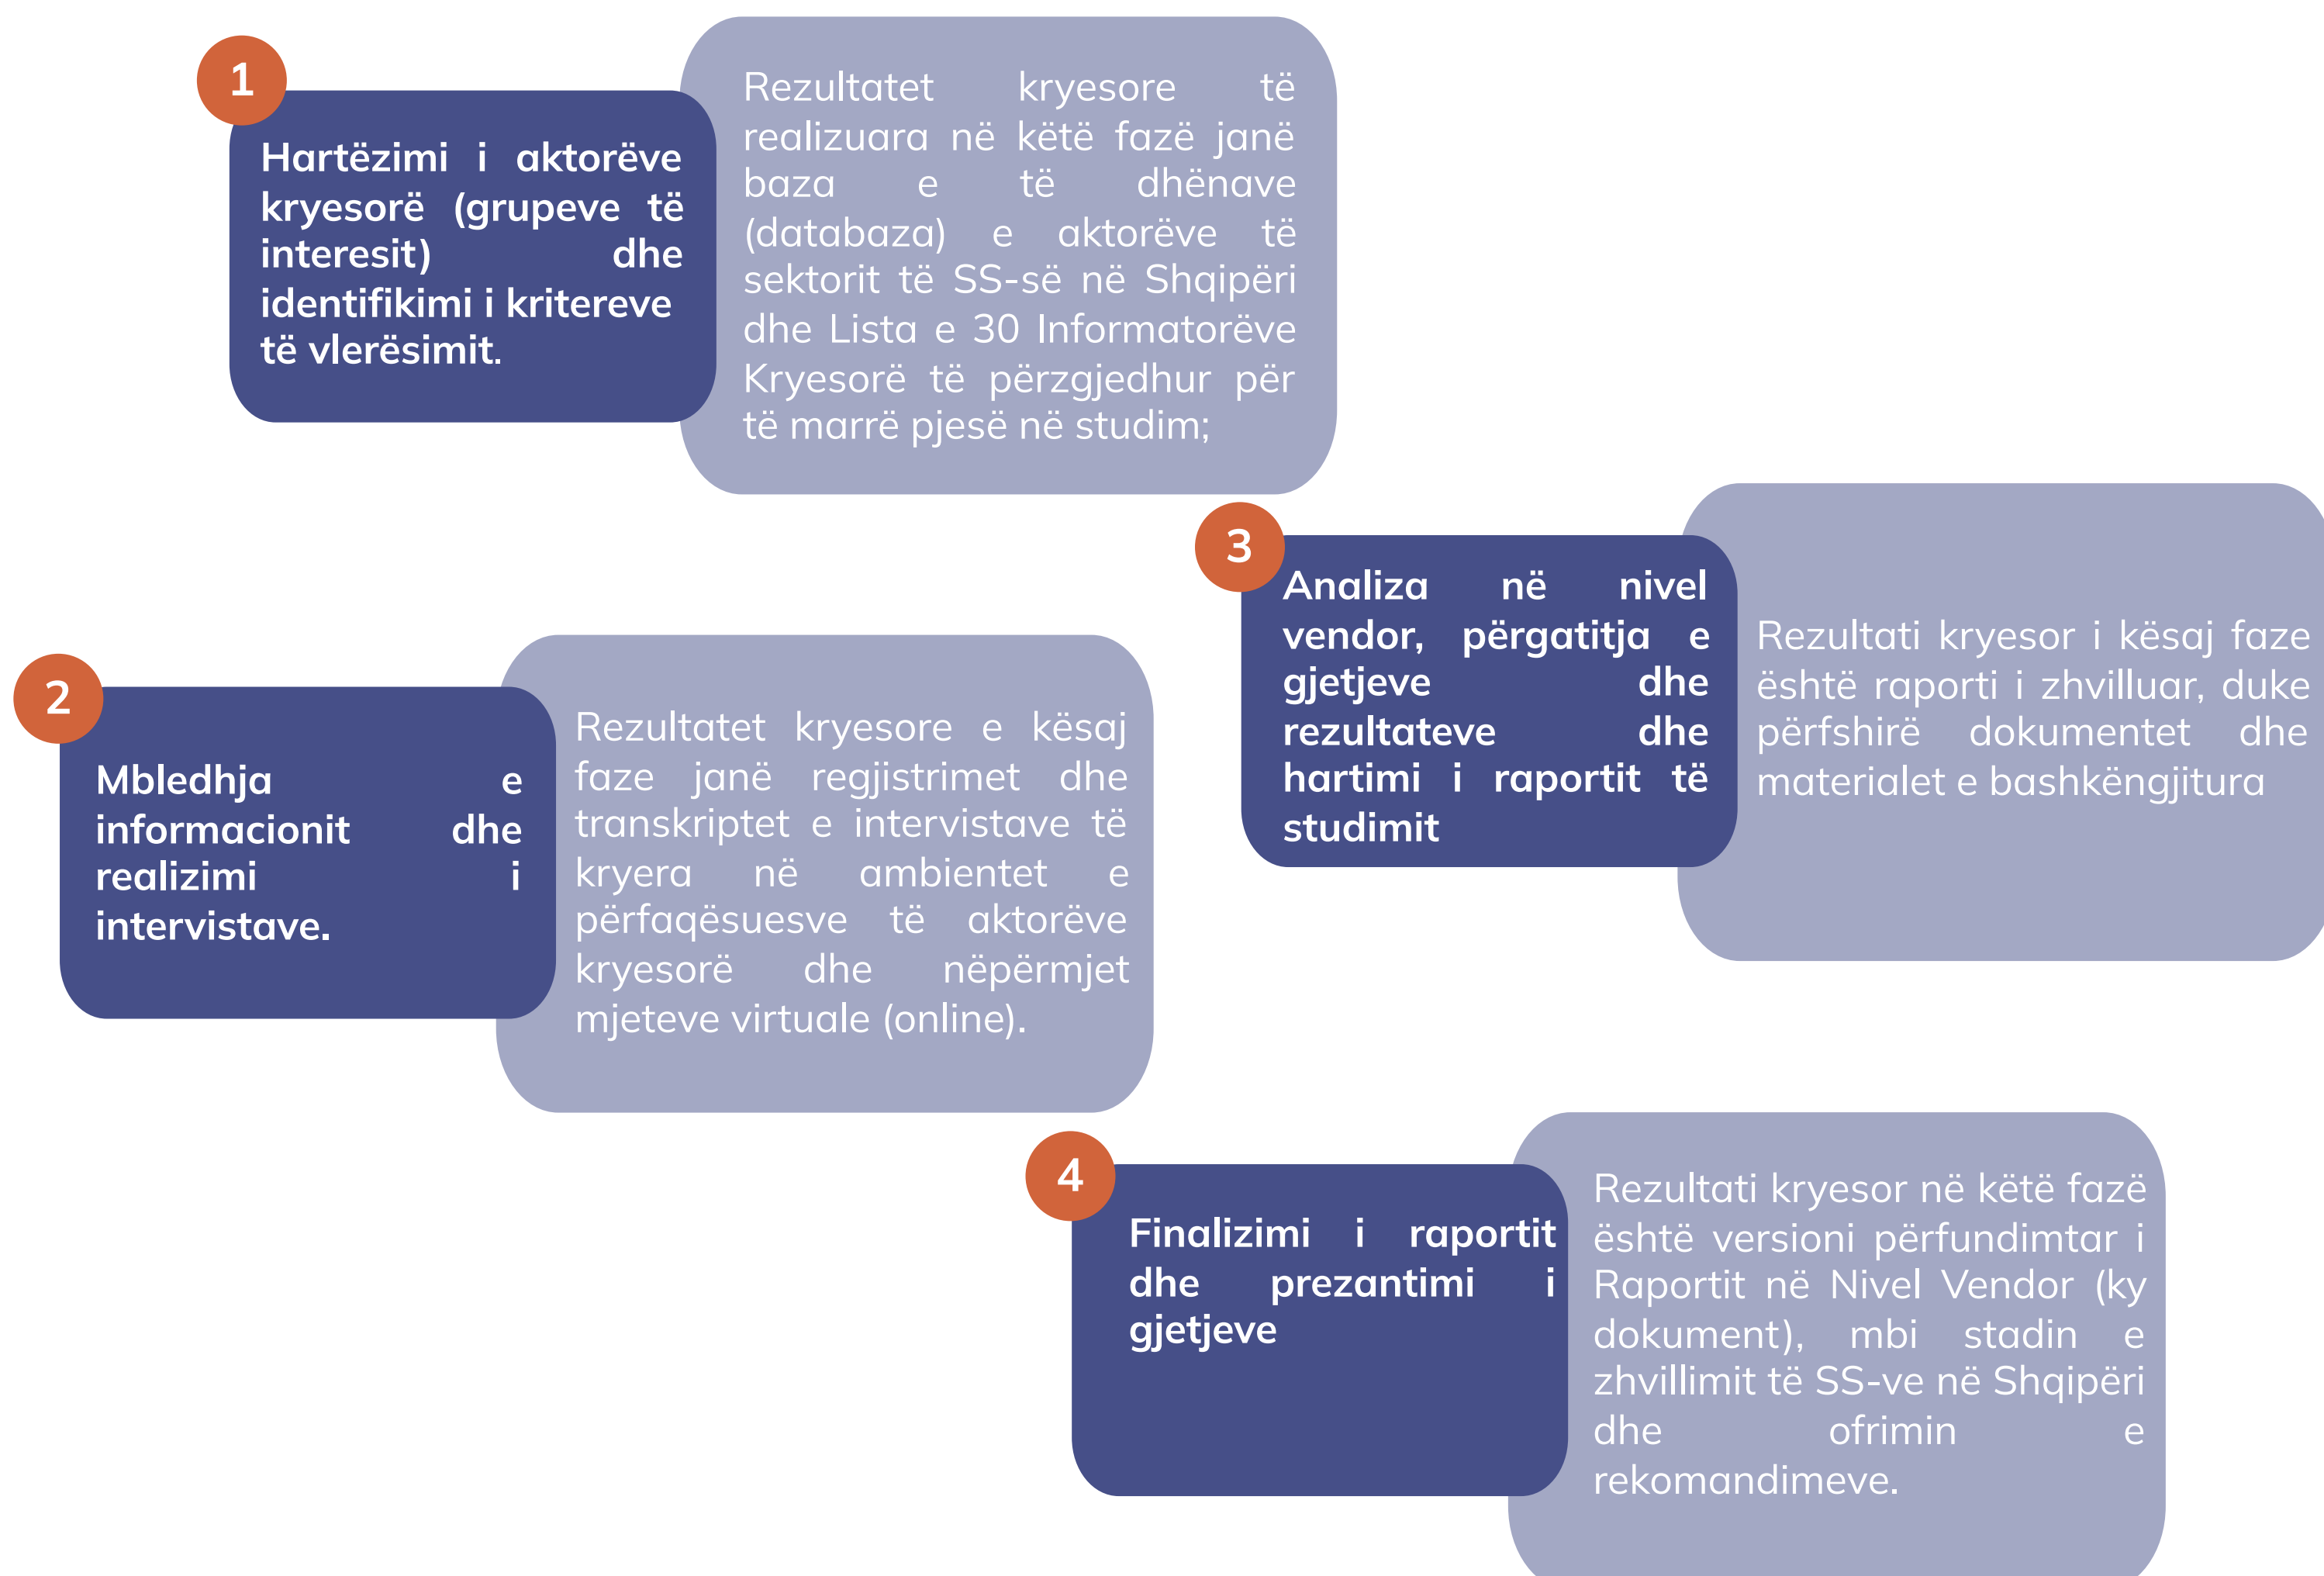 1
Hartëzimi i aktorëve
kryesorë (grupeve të
interesit) dhe
identifikimi i kritereve
të vlerësimit.
Rezultatet kryesore të
realizuara në këtë fazë janë
baza e të dhënave
(databaza) e aktorëve të
sektorit të SS-së në Shqipëri
dhe Lista e 30 Informatorëve
Kryesorë të përzgjedhur për
të marrë pjesë në studim;
2
Mbledhja e
informacionit dhe
realizimi i
intervistave.
Rezultatet kryesore e kësaj
faze janë regjistrimet dhe
transkriptet e intervistave të
kryera në ambientet e
përfaqësuesve të aktorëve
kryesorë dhe nëpërmjet
mjeteve virtuale (online).
3
Analiza në nivel
vendor, përgatitja e
gjetjeve dhe
rezultateve dhe
hartimi i raportit të
studimit
Rezultati kryesor i kësaj faze
është raporti i zhvilluar, duke
përfshirë dokumentet dhe
materialet e bashkëngjitura
4
Finalizimi i raportit
dhe prezantimi i
gjetjeve
Rezultati kryesor në këtë fazë
është versioni përfundimtar i
Raportit në Nivel Vendor (ky
dokument), mbi stadin e
zhvillimit të SS-ve në Shqipëri
dhe ofrimin e
rekomandimeve.